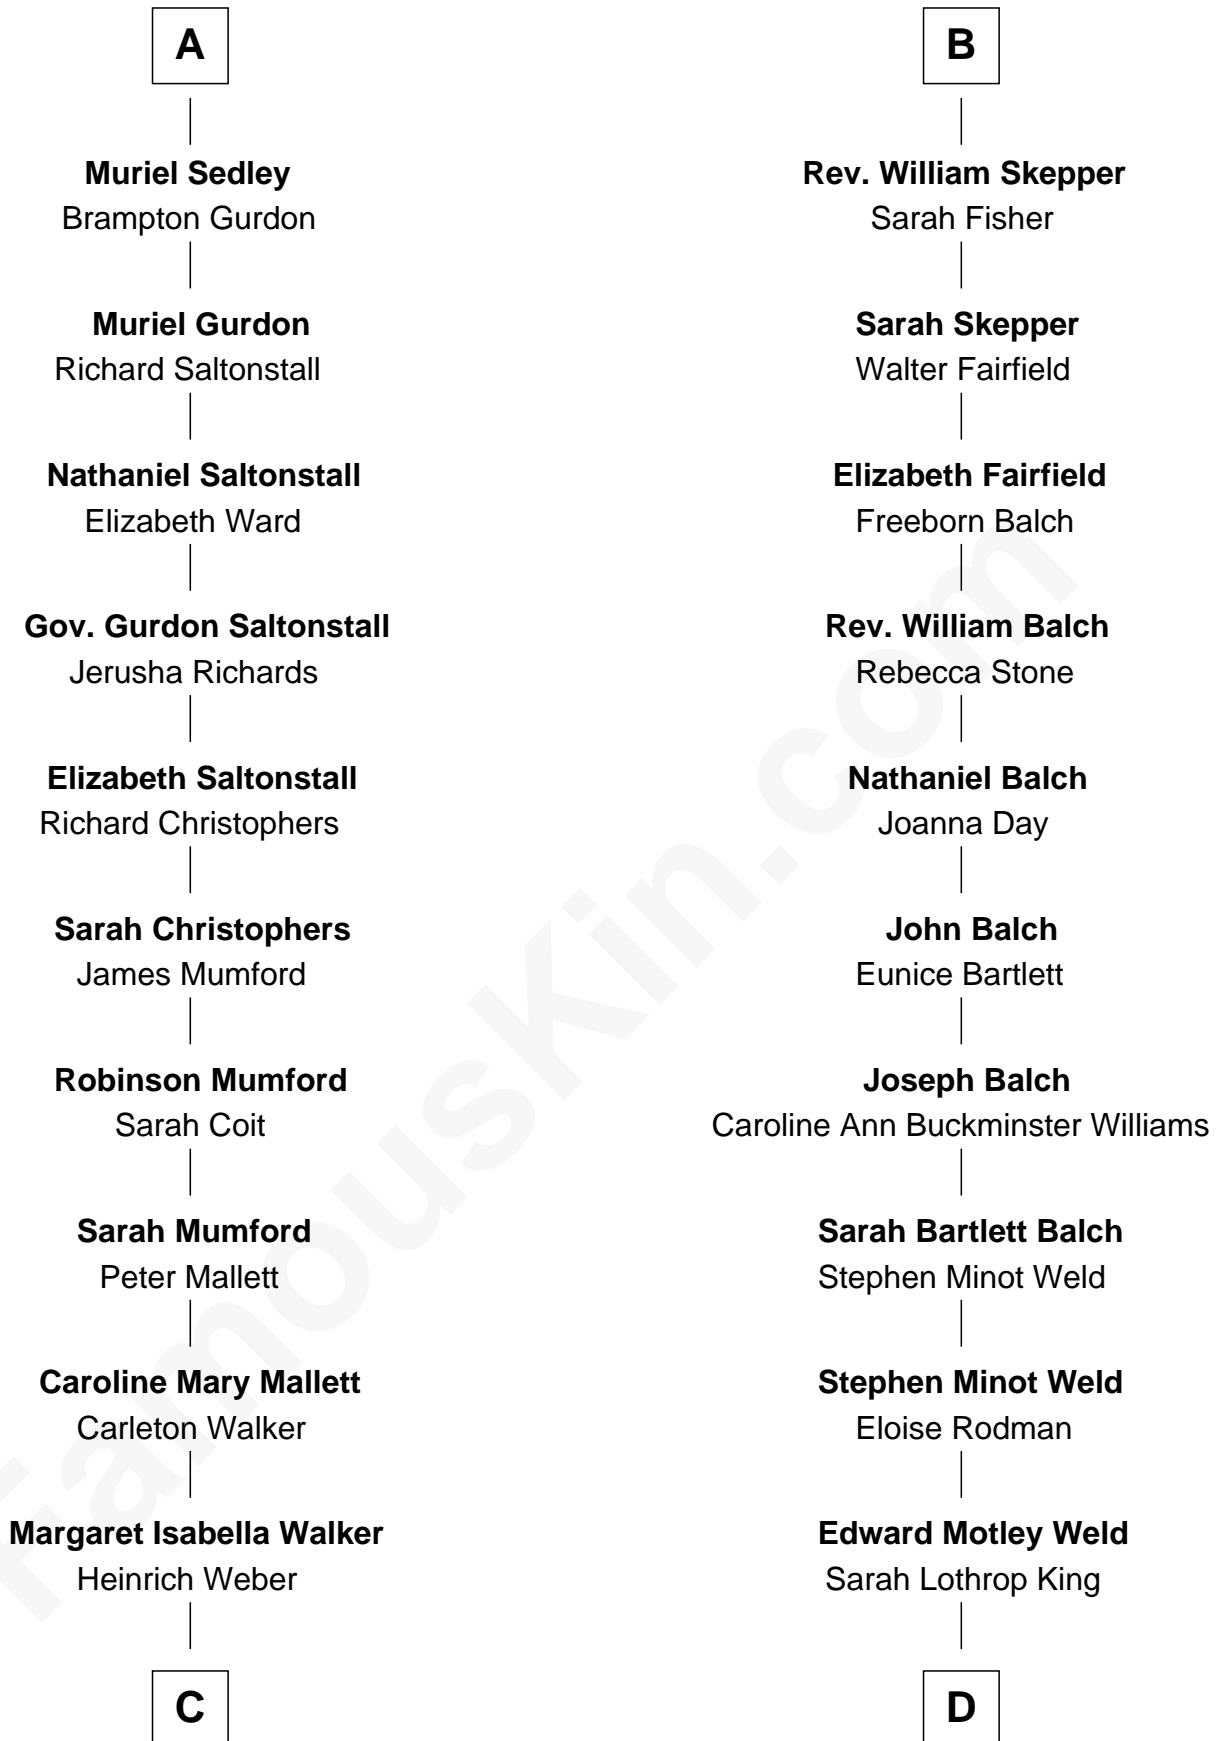 A
Muriel Sedley
Brampton Gurdon
Muriel Gurdon
Richard Saltonstall
Nathaniel Saltonstall
Elizabeth Ward
Gov. Gurdon Saltonstall
Jerusha Richards
Elizabeth Saltonstall
Richard Christophers
Sarah Christophers
James Mumford
Robinson Mumford
Sarah Coit
Sarah Mumford
Peter Mallett
Caroline Mary Mallett
Carleton Walker
Margaret Isabella Walker
Heinrich Weber
C
B
Rev. William Skepper
Sarah Fisher
Sarah Skepper
Walter Fairfield
Elizabeth Fairfield
Freeborn Balch
Rev. William Balch
Rebecca Stone
Nathaniel Balch
Joanna Day
John Balch
Eunice Bartlett
Joseph Balch
Caroline Ann Buckminster Williams
Sarah Bartlett Balch
Stephen Minot Weld
Stephen Minot Weld
Eloise Rodman
Edward Motley Weld
Sarah Lothrop King
D
FamousKin.com